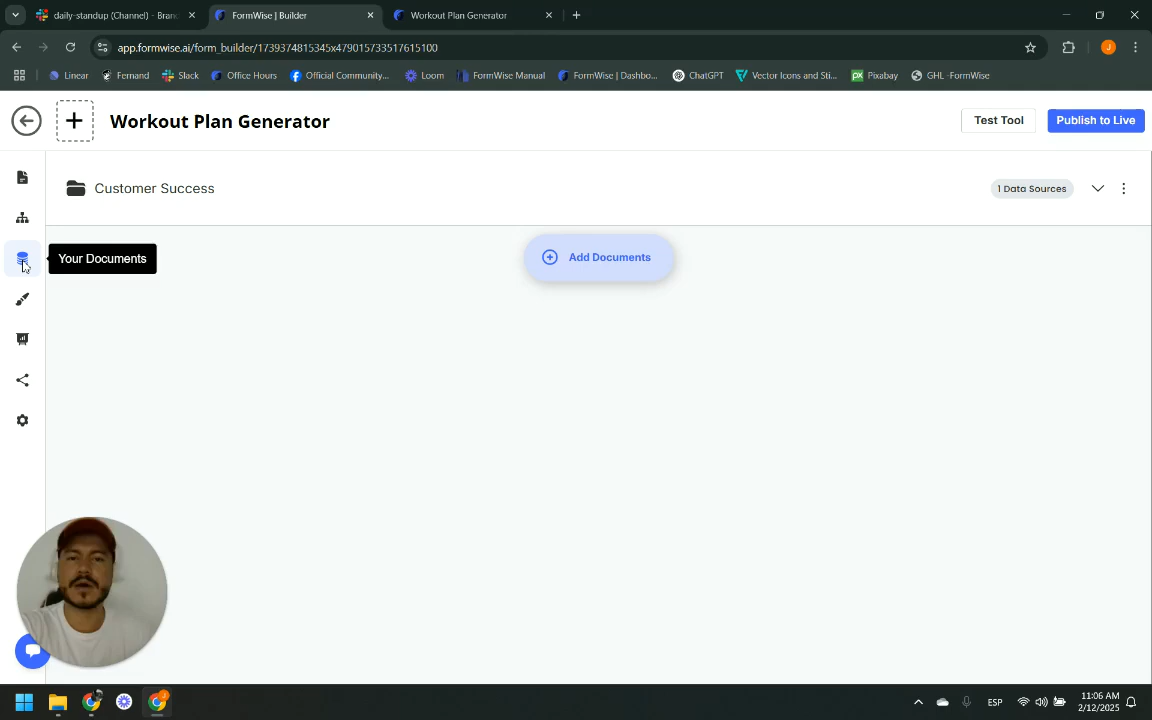 daily-standup (Channel) - Bran
FormWise | Builder
Workout Plan Generator
app.formwise.ai/form_builder/1739374815345x479015733517615100
Linear
Fernand
Slack
Office Hours
Official Community...
Loom
FormWise Manual
FormWise | Dashbo...
ChatGPT
Vector Icons and Sti...
Pixabay
GHL -FormWise
Workout Plan Generator
Test Tool
Publish to Live
Customer Success
1 Data Sources
Your Documents
Add Documents
ESP
11:06 AM
2/12/2025